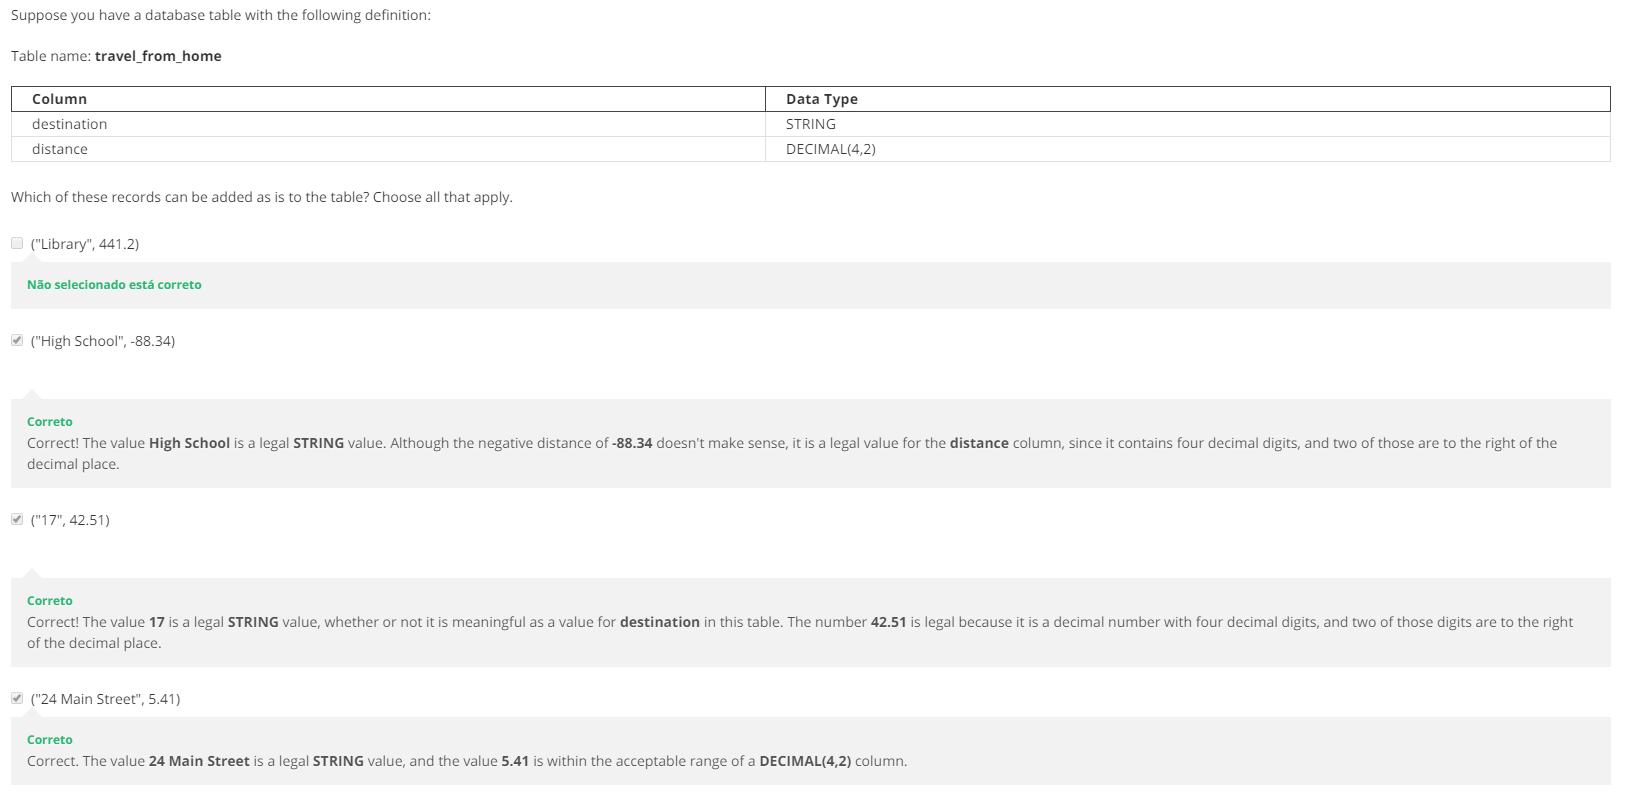 Suppose you have a database table with the following definition:
Table name: travel_from_home
Column Data Type
destination STRING
distance DECIMAL(4,2)
Which of these records can be added as is to the table? Choose all that apply.
("Library", 441.2)
Não selecionado está correto
("High School", -88.34)
Correto
Correct! The value High School is a legal STRING value. Although the negative distance of -88.34 doesn't make sense, it is a legal value for the distance column, since it contains four decimal digits, and two of those are to the right of the
decimal place.
("17", 42.51)
Correto
Correct! The value 17 is a legal STRING value, whether or not it is meaningful as a value for destination in this table. The number 42.51 is legal because it is a decimal number with four decimal digits, and two of those digits are to the right
of the decimal place.
("24 Main Street", 5.41)
Correto
Correct. The value 24 Main Street is a legal STRING value, and the value 5.41 is within the acceptable range of a DECIMAL(4,2) column.